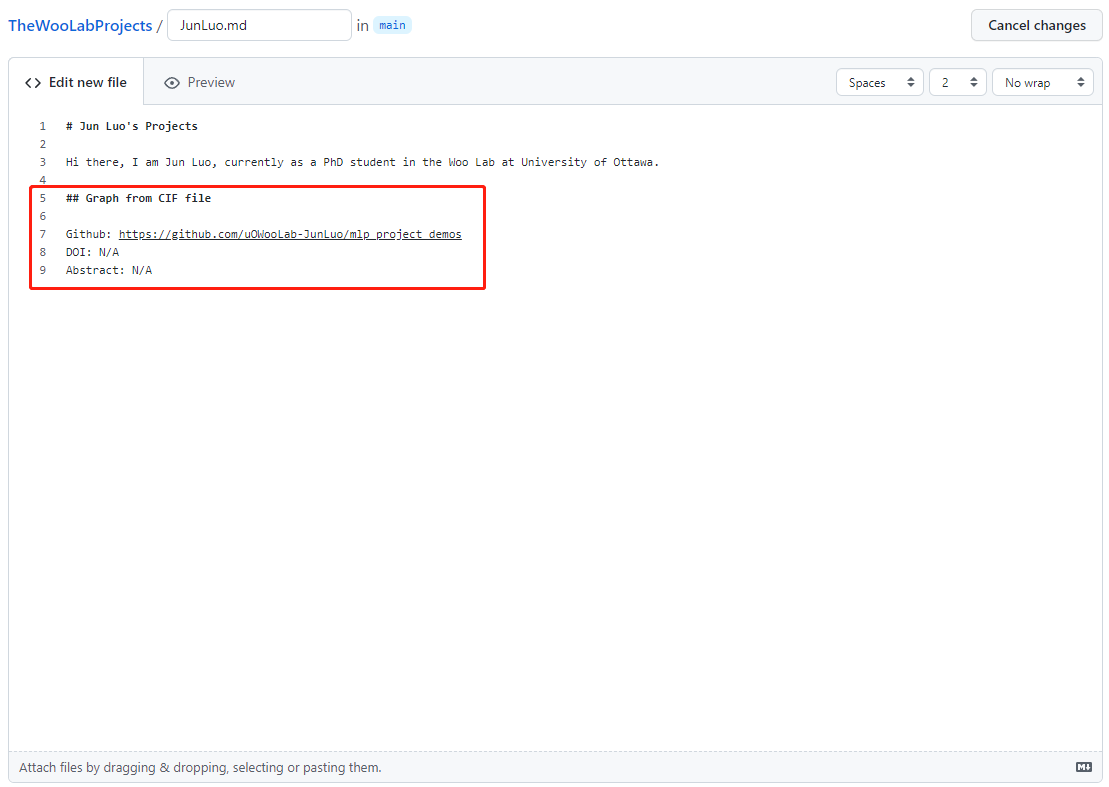 TheWooLabProjects / JunLuo.md in main Cancel changes
<> Edit new file Preview Spaces 2 No wrap
1 # Jun Luo's Projects
2
3 Hi there, I am Jun Luo, currently as a PhD student in the Woo Lab at University of Ottawa.
4
5 ## Graph from CIF file
6
7 Github: https://github.com/uOWooLab-JunLuo/mlp_project_demos
8 DOI: N/A
9 Abstract: N/A
Attach files by dragging & dropping, selecting or pasting them.